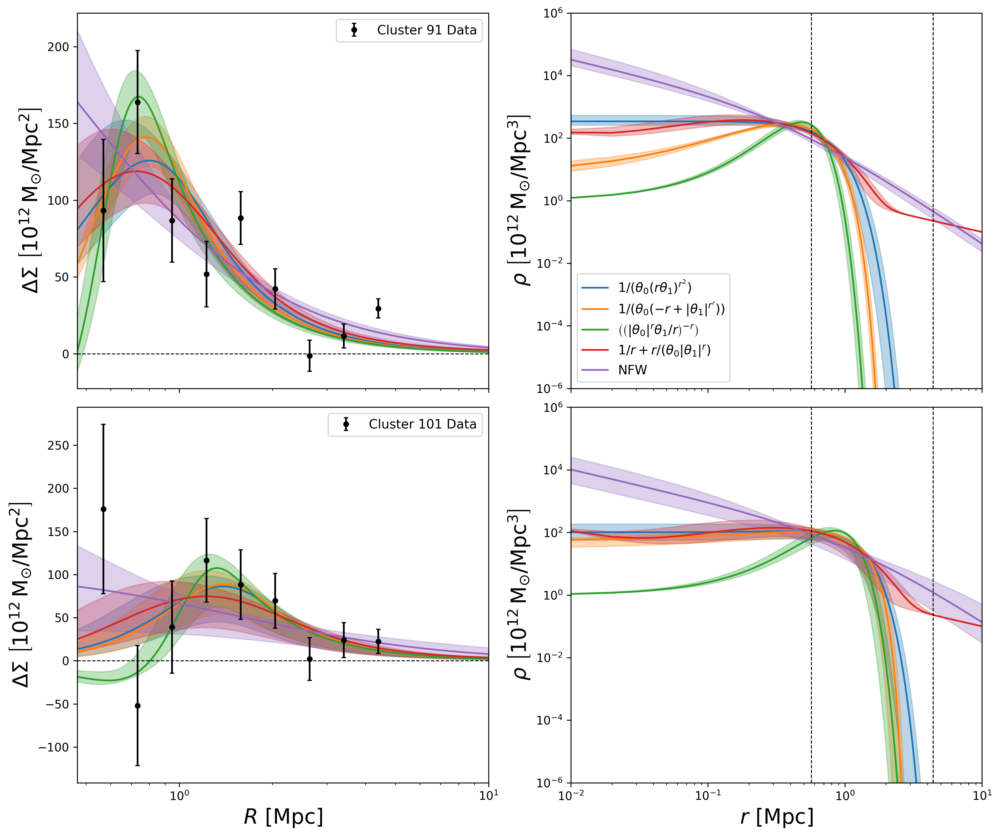 Cluster 91 Data
200
150
100
50
0
ΔΣ [10¹² M⊙/Mpc²]
10⁶
10⁴
10²
10⁰
10⁻²
10⁻⁴
10⁻⁶
ρ [10¹² M⊙/Mpc³]
1/(θ₀(rθ₁)^{r²})
1/(θ₀(−r + |θ₁|^{r^r}))
((|θ₀|^r θ₁/r)^{−r})
1/r + r/(θ₀|θ₁|^r)
NFW
Cluster 101 Data
250
200
150
100
50
0
−50
−100
ΔΣ [10¹² M⊙/Mpc²]
10⁰
10¹
R [Mpc]
10⁶
10⁴
10²
10⁰
10⁻²
10⁻⁴
10⁻⁶
ρ [10¹² M⊙/Mpc³]
10⁻²
10⁻¹
10⁰
10¹
r [Mpc]